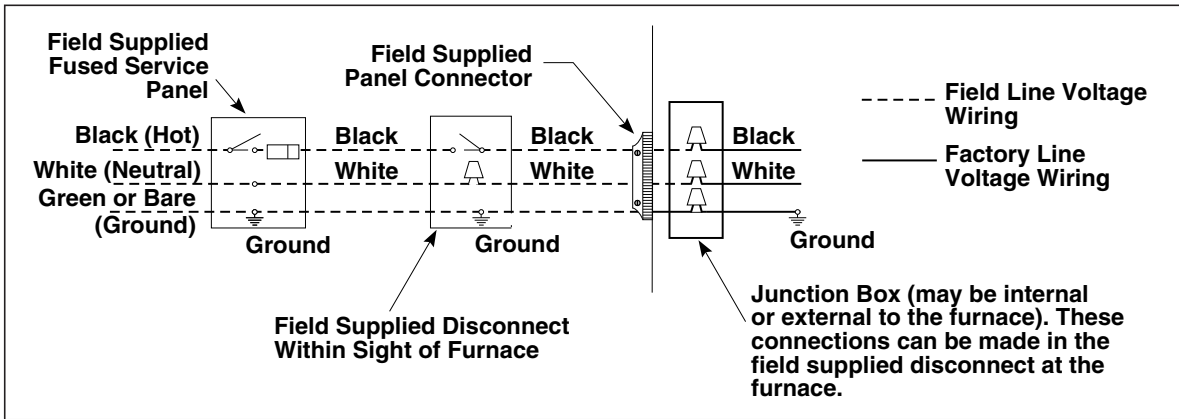 Field Supplied
Fused Service
Panel
Field Supplied
Panel Connector
Field Line Voltage
Wiring
Factory Line
Voltage Wiring
Black (Hot)
Black
Black
Black
White (Neutral)
White
White
White
Green or Bare
(Ground)
Ground
Ground
Ground
Field Supplied Disconnect
Within Sight of Furnace
Junction Box (may be internal
or external to the furnace). These
connections can be made in the
field supplied disconnect at the
furnace.